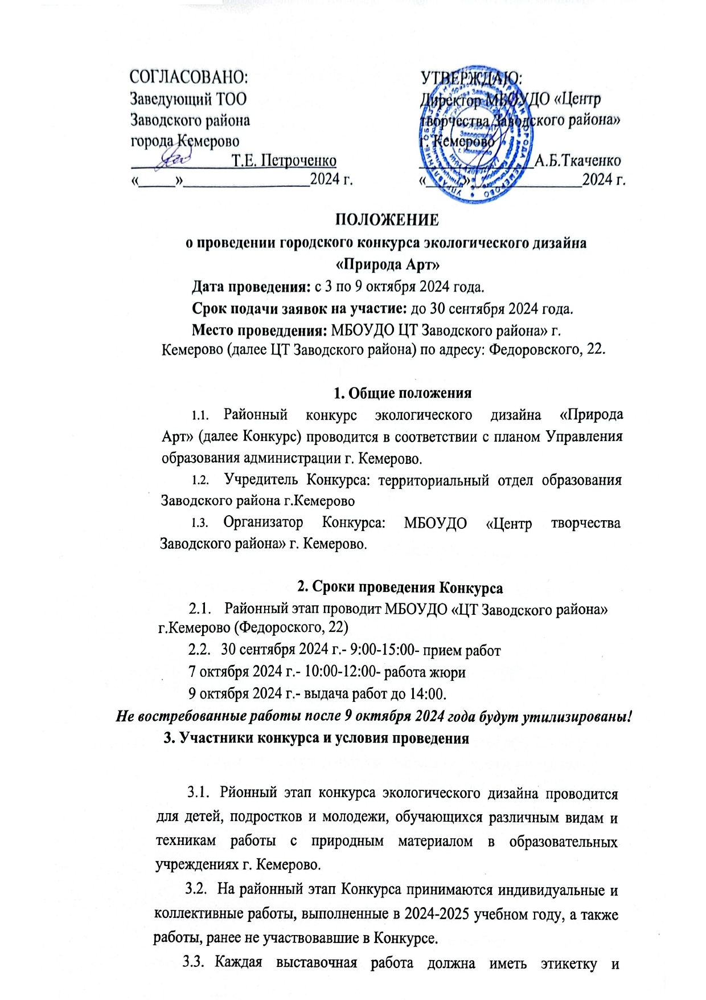 СОГЛАСОВАНО:
Заведующий ТОО
Заводского района
города Кемерово
Т.Е. Петроченко
«_____»_________________2024 г.
УТВЕРЖДАЮ:
Директор МБОУДО «Центр
творчества Заводского района»
г. Кемерово
А.Б.Ткаченко
«_____»_______________2024 г.
ПОЛОЖЕНИЕ
о проведении городского конкурса экологического дизайна
«Природа Арт»
Дата проведения: с 3 по 9 октября 2024 года.
Срок подачи заявок на участие: до 30 сентября 2024 года.
Место проведдения: МБОУДО ЦТ Заводского района» г.
Кемерово (далее ЦТ Заводского района) по адресу: Федоровского, 22.
1. Общие положения
1.1. Районный конкурс экологического дизайна «Природа
Арт» (далее Конкурс) проводится в соответствии с планом Управления
образования администрации г. Кемерово.
1.2. Учредитель Конкурса: территориальный отдел образования
Заводского района г.Кемерово
1.3. Организатор Конкурса: МБОУДО «Центр творчества
Заводского района» г. Кемерово.
2. Сроки проведения Конкурса
2.1. Районный этап проводит МБОУДО «ЦТ Заводского района»
г.Кемерово (Федороского, 22)
2.2. 30 сентября 2024 г.- 9:00-15:00- прием работ
7 октября 2024 г.- 10:00-12:00- работа жюри
9 октября 2024 г.- выдача работ до 14:00.
Не востребованные работы после 9 октября 2024 года будут утилизированы!
3. Участники конкурса и условия проведения
3.1. Рйонный этап конкурса экологического дизайна проводится
для детей, подростков и молодежи, обучающихся различным видам и
техникам работы с природным материалом в образовательных
учреждениях г. Кемерово.
3.2. На районный этап Конкурса принимаются индивидуальные и
коллективные работы, выполненные в 2024-2025 учебном году, а также
работы, ранее не участвовавшие в Конкурсе.
3.3. Каждая выставочная работа должна иметь этикетку и